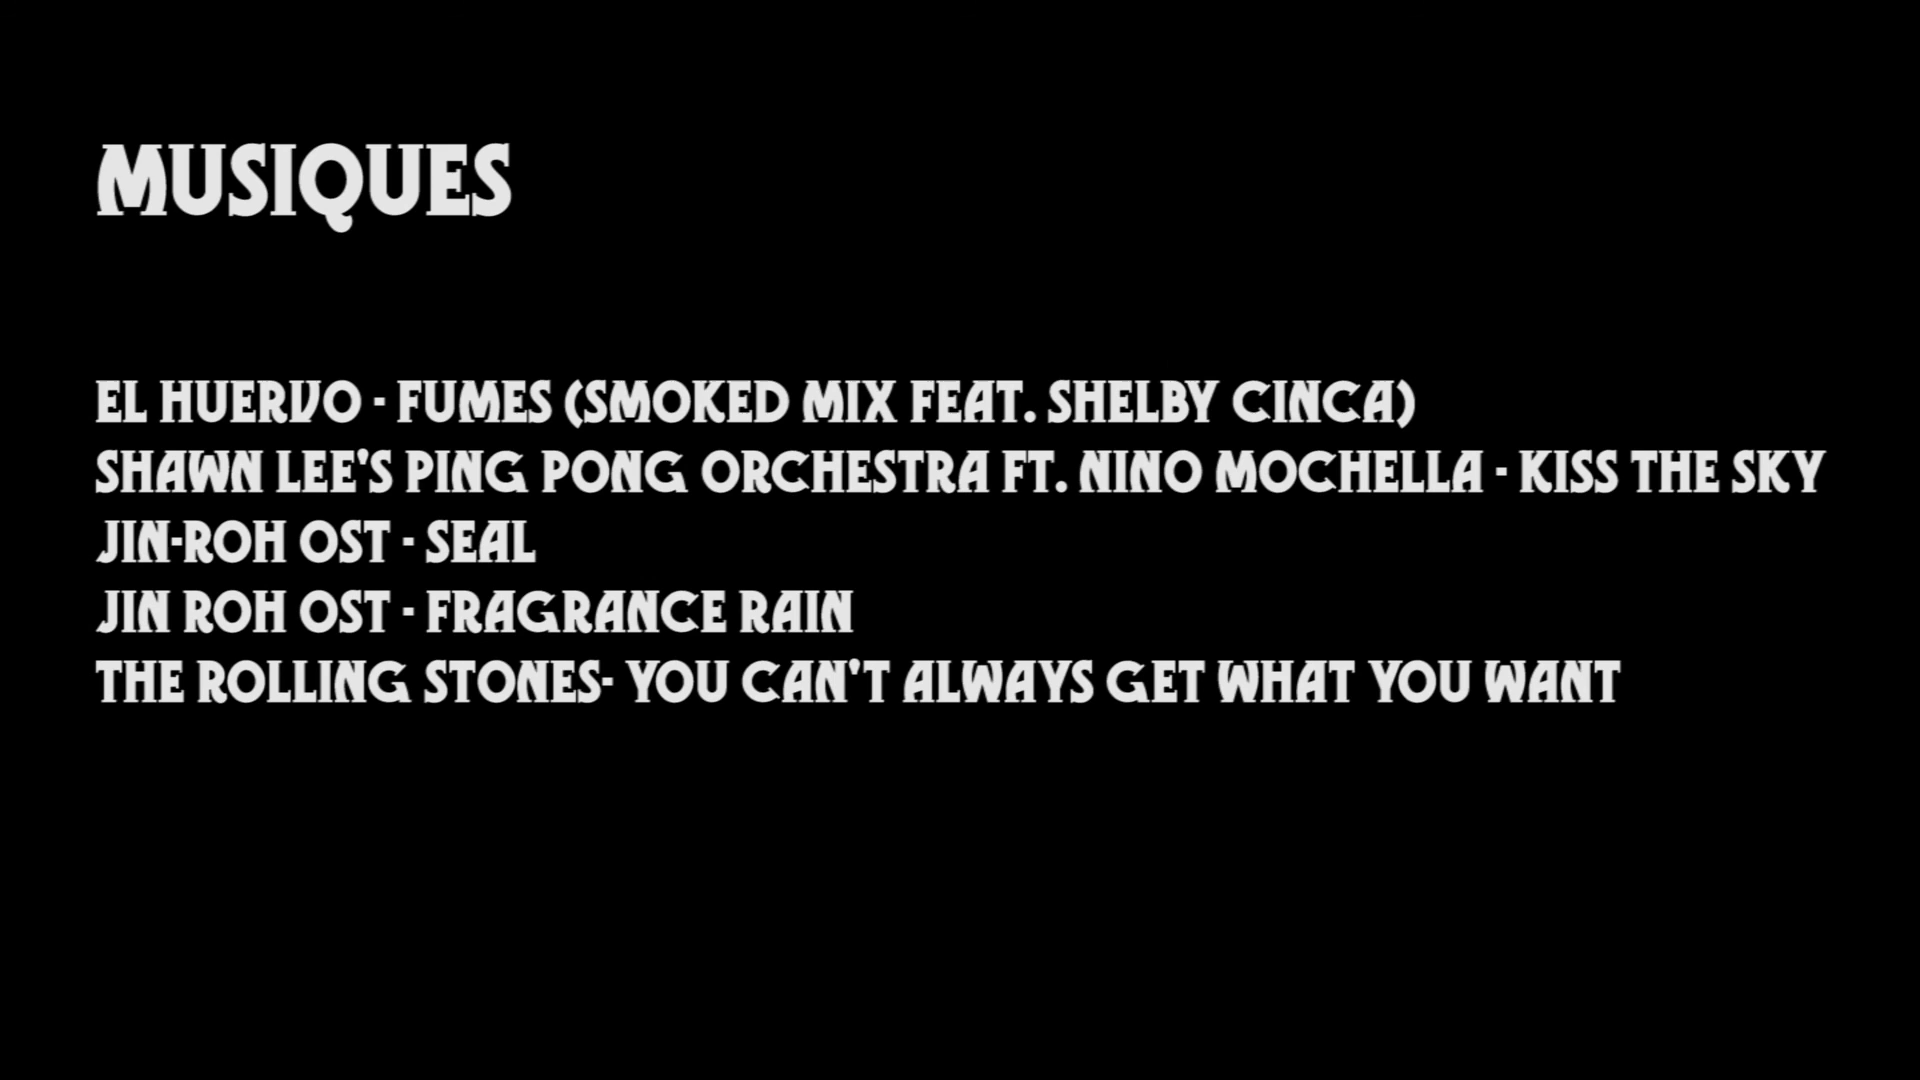 MUSIQUES
EL HUERVO - FUMES (SMOKED MIX FEAT. SHELBY CINCA)
SHAWN LEE'S PING PONG ORCHESTRA FT. NINO MOCHELLA - KISS THE SKY
JIN-ROH OST - SEAL
JIN ROH OST - FRAGRANCE RAIN
THE ROLLING STONES- YOU CAN'T ALWAYS GET WHAT YOU WANT